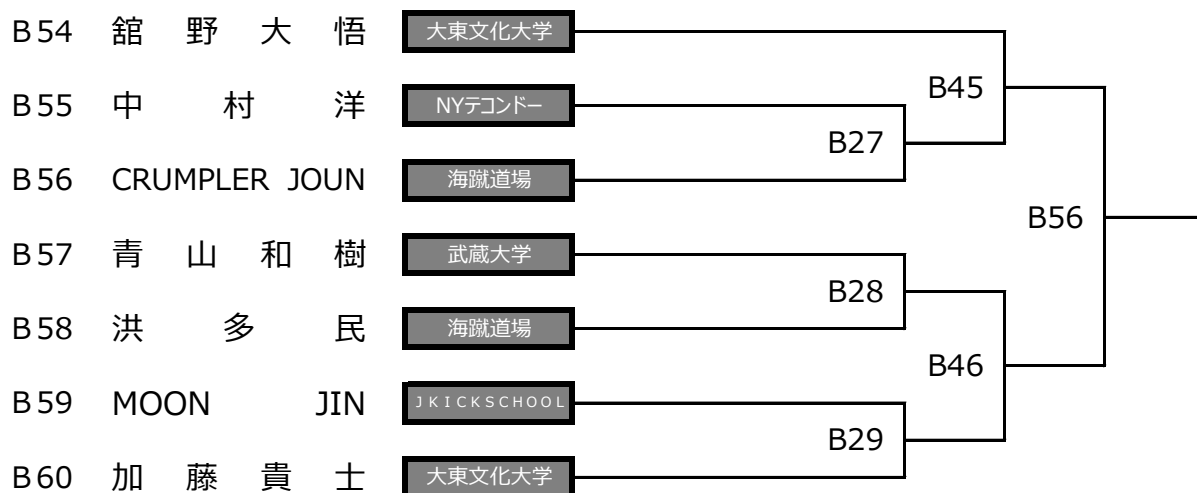 B54 舘野大悟 大東文化大学
B45
B55 中村洋 NYテコンドー
B27
B56 CRUMPLER JOUN 海蹴道場
B56
B57 青山和樹 武蔵大学
B28
B58 洪多民 海蹴道場
B46
B59 MOON JIN JKICKSCHOOL
B29
B60 加藤貴士 大東文化大学